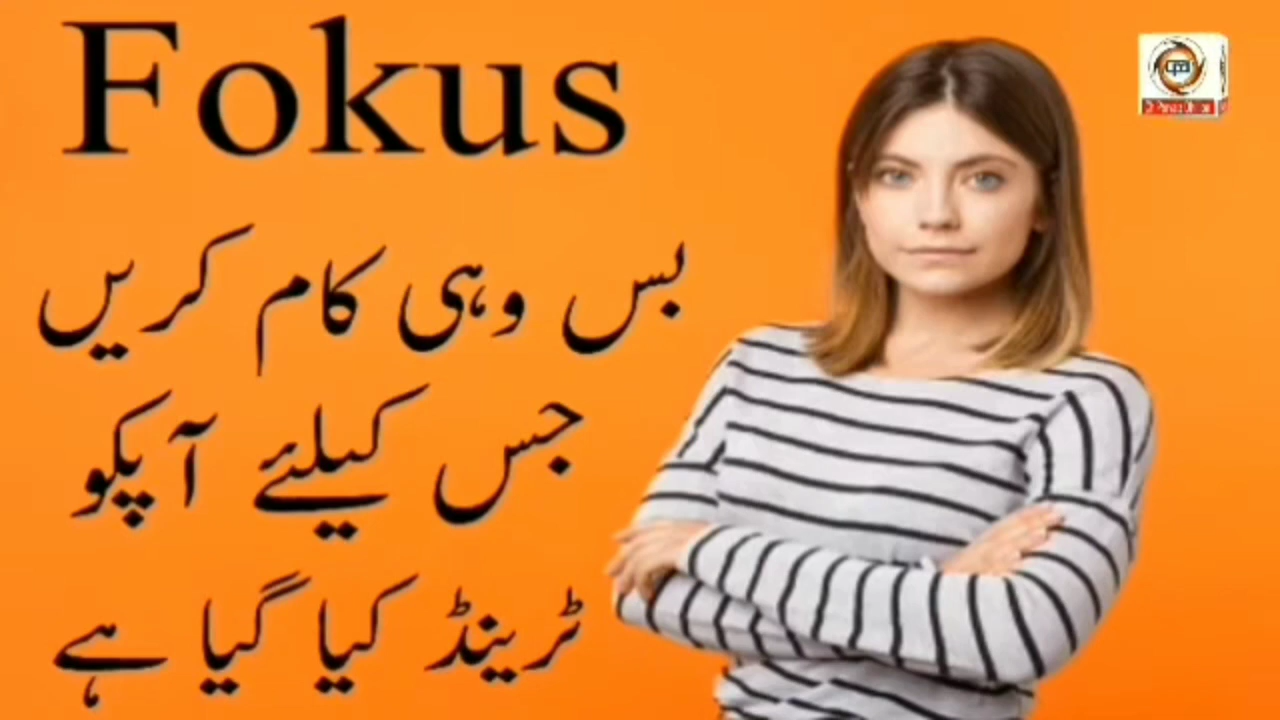 Fokus
بس وہی کام کریں
جس کیلئے آپکو
ٹرینڈ کیا گیا ہے